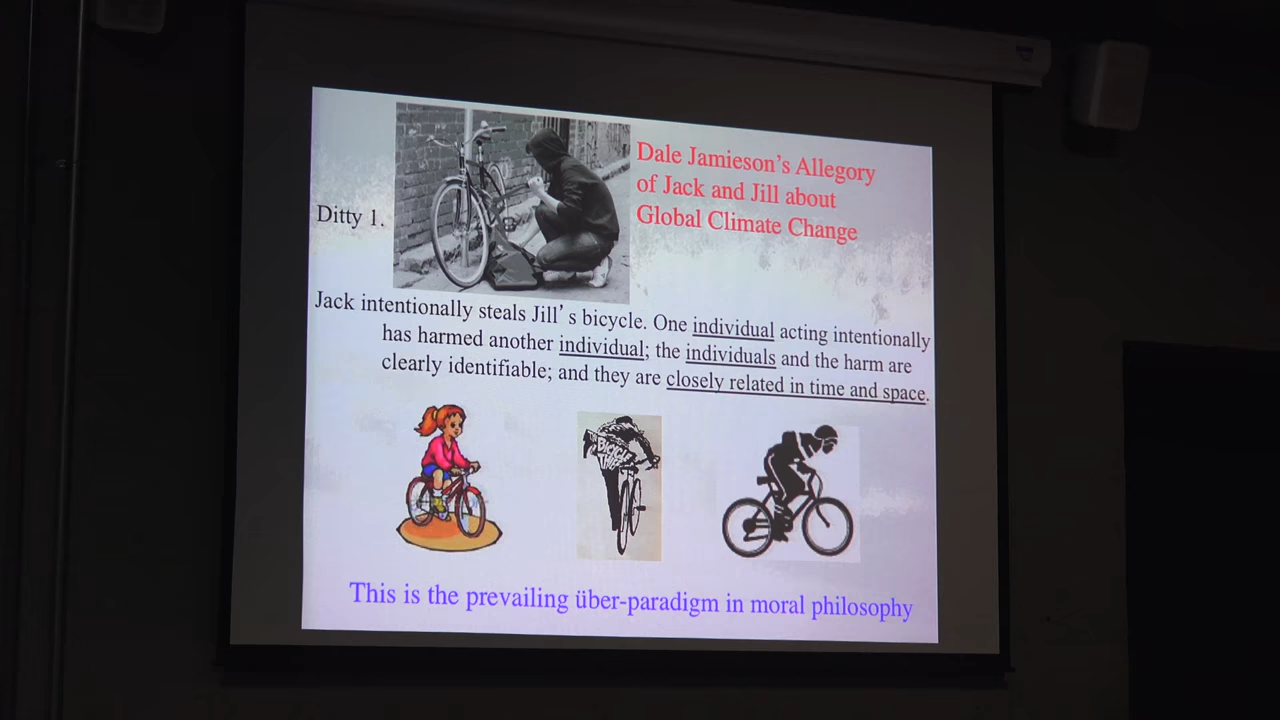 Dale Jamieson's Allegory
of Jack and Jill about
Global Climate Change
Ditty 1.
Jack intentionally steals Jill's bicycle. One individual acting intentionally
has harmed another individual; the individuals and the harm are
clearly identifiable; and they are closely related in time and space.
BICYCLE
THIEF
This is the prevailing über-paradigm in moral philosophy